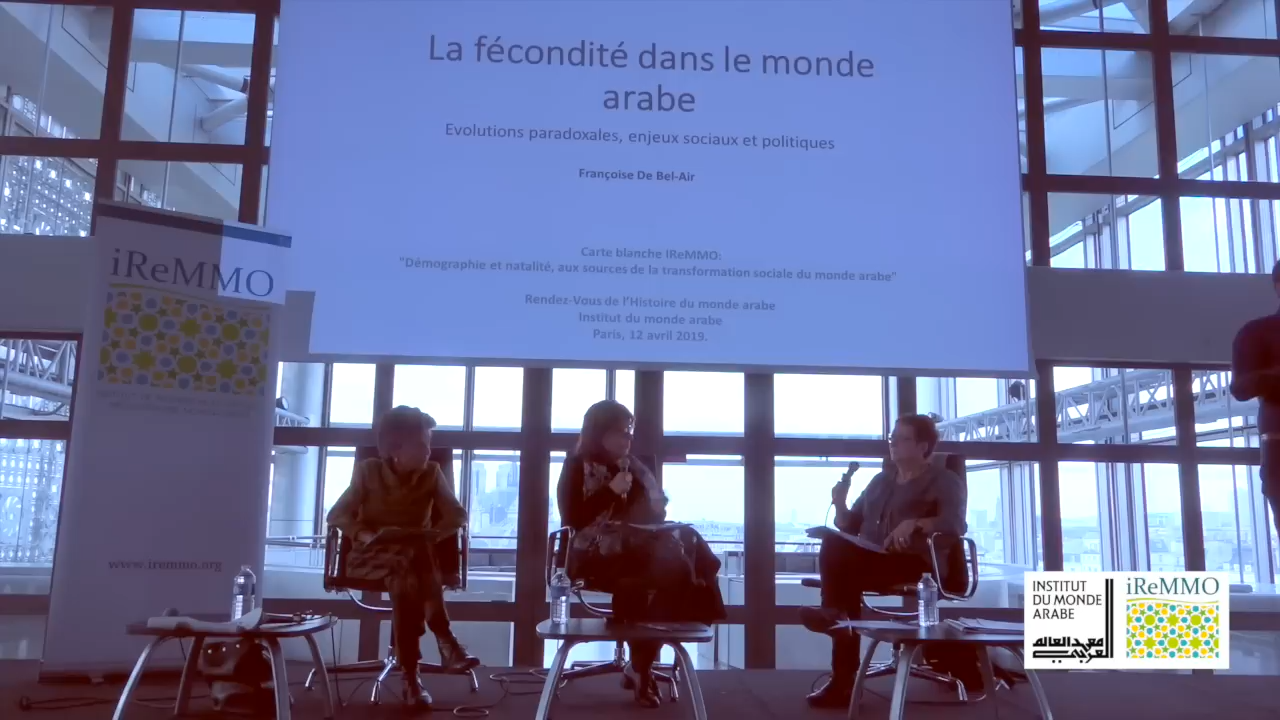 La fécondité dans le monde
arabe
Evolutions paradoxales, enjeux sociaux et politiques
Françoise De Bel-Air
Carte blanche IReMMO:
"Démographie et natalité, aux sources de la transformation sociale du monde arabe"
Rendez-Vous de l'Histoire du monde arabe
Institut du monde arabe
Paris, 12 avril 2019.
iReMMO
www.iremmo.org
INSTITUT
DU MONDE
ARABE
معهد العالم
العربي
iReMMO